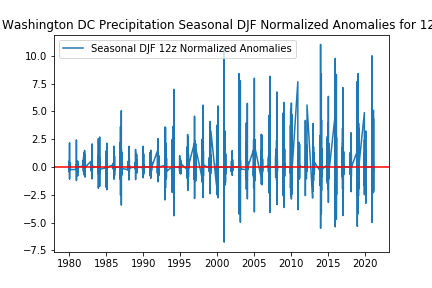 Washington DC Precipitation Seasonal DJF Normalized Anomalies for 12
Seasonal DJF 12z Normalized Anomalies
10.0
7.5
5.0
2.5
0.0
−2.5
−5.0
−7.5
1980 1985 1990 1995 2000 2005 2010 2015 2020